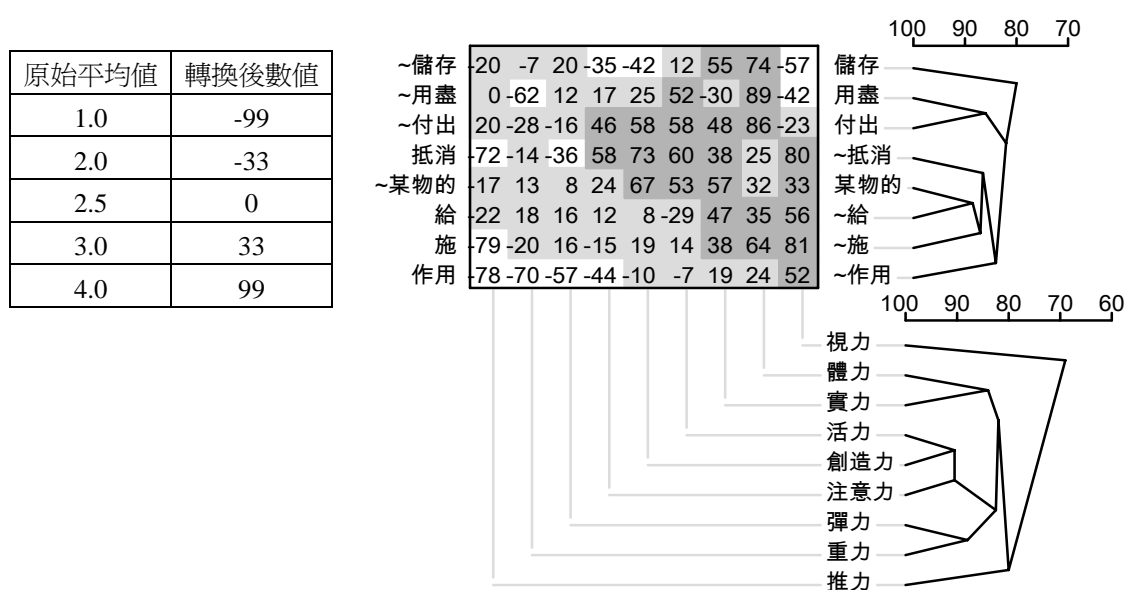 原始平均值 轉換後數值
1.0 -99
2.0 -33
2.5 0
3.0 33
4.0 99
100 90 80 70
~儲存 -20 -7 20 -35 -42 12 55 74 -57 儲存
~用盡 0 -62 12 17 25 52 -30 89 -42 用盡
~付出 20 -28 -16 46 58 58 48 86 -23 付出
抵消 -72 -14 -36 58 73 60 38 25 80 ~抵消
~某物的 -17 13 8 24 67 53 57 32 33 某物的
給 -22 18 16 12 8 -29 47 35 56 ~給
施 -79 -20 16 -15 19 14 38 64 81 ~施
作用 -78 -70 -57 -44 -10 -7 19 24 52 ~作用
100 90 80 70 60
視力
體力
實力
活力
創造力
注意力
彈力
重力
推力